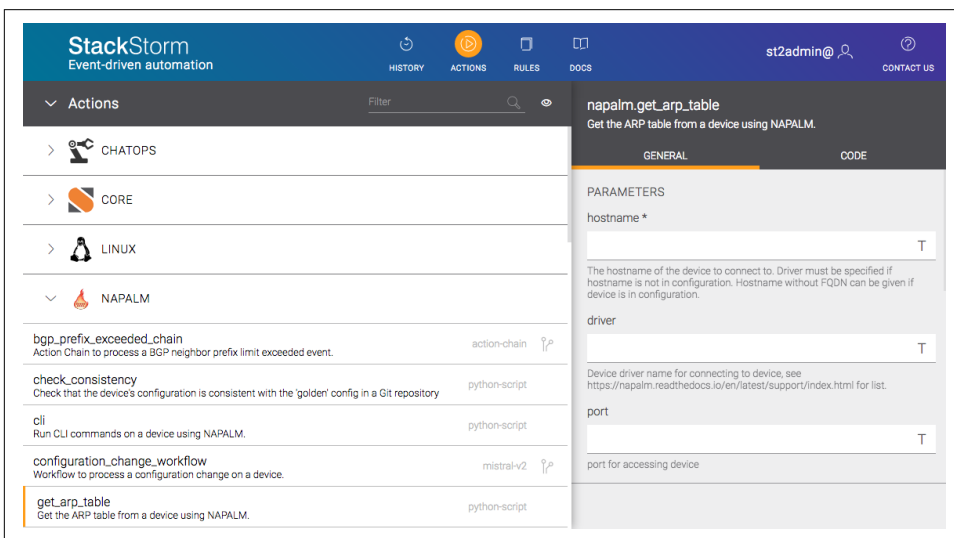 StackStorm
Event-driven automation
HISTORY
ACTIONS
RULES
DOCS
st2admin@
CONTACT US
Actions
Filter
CHATOPS
CORE
LINUX
NAPALM
bgp_prefix_exceeded_chain
Action Chain to process a BGP neighbor prefix limit exceeded event.
action-chain
check_consistency
Check that the device's configuration is consistent with the 'golden' config in a Git repository
python-script
cli
Run CLI commands on a device using NAPALM.
python-script
configuration_change_workflow
Workflow to process a configuration change on a device.
mistral-v2
get_arp_table
Get the ARP table from a device using NAPALM.
python-script
napalm.get_arp_table
Get the ARP table from a device using NAPALM.
GENERAL
CODE
PARAMETERS
hostname *
T
The hostname of the device to connect to. Driver must be specified if
hostname is not in configuration. Hostname without FQDN can be given if
device is in configuration.
driver
T
Device driver name for connecting to device, see
https://napalm.readthedocs.io/en/latest/support/index.html for list.
port
T
port for accessing device